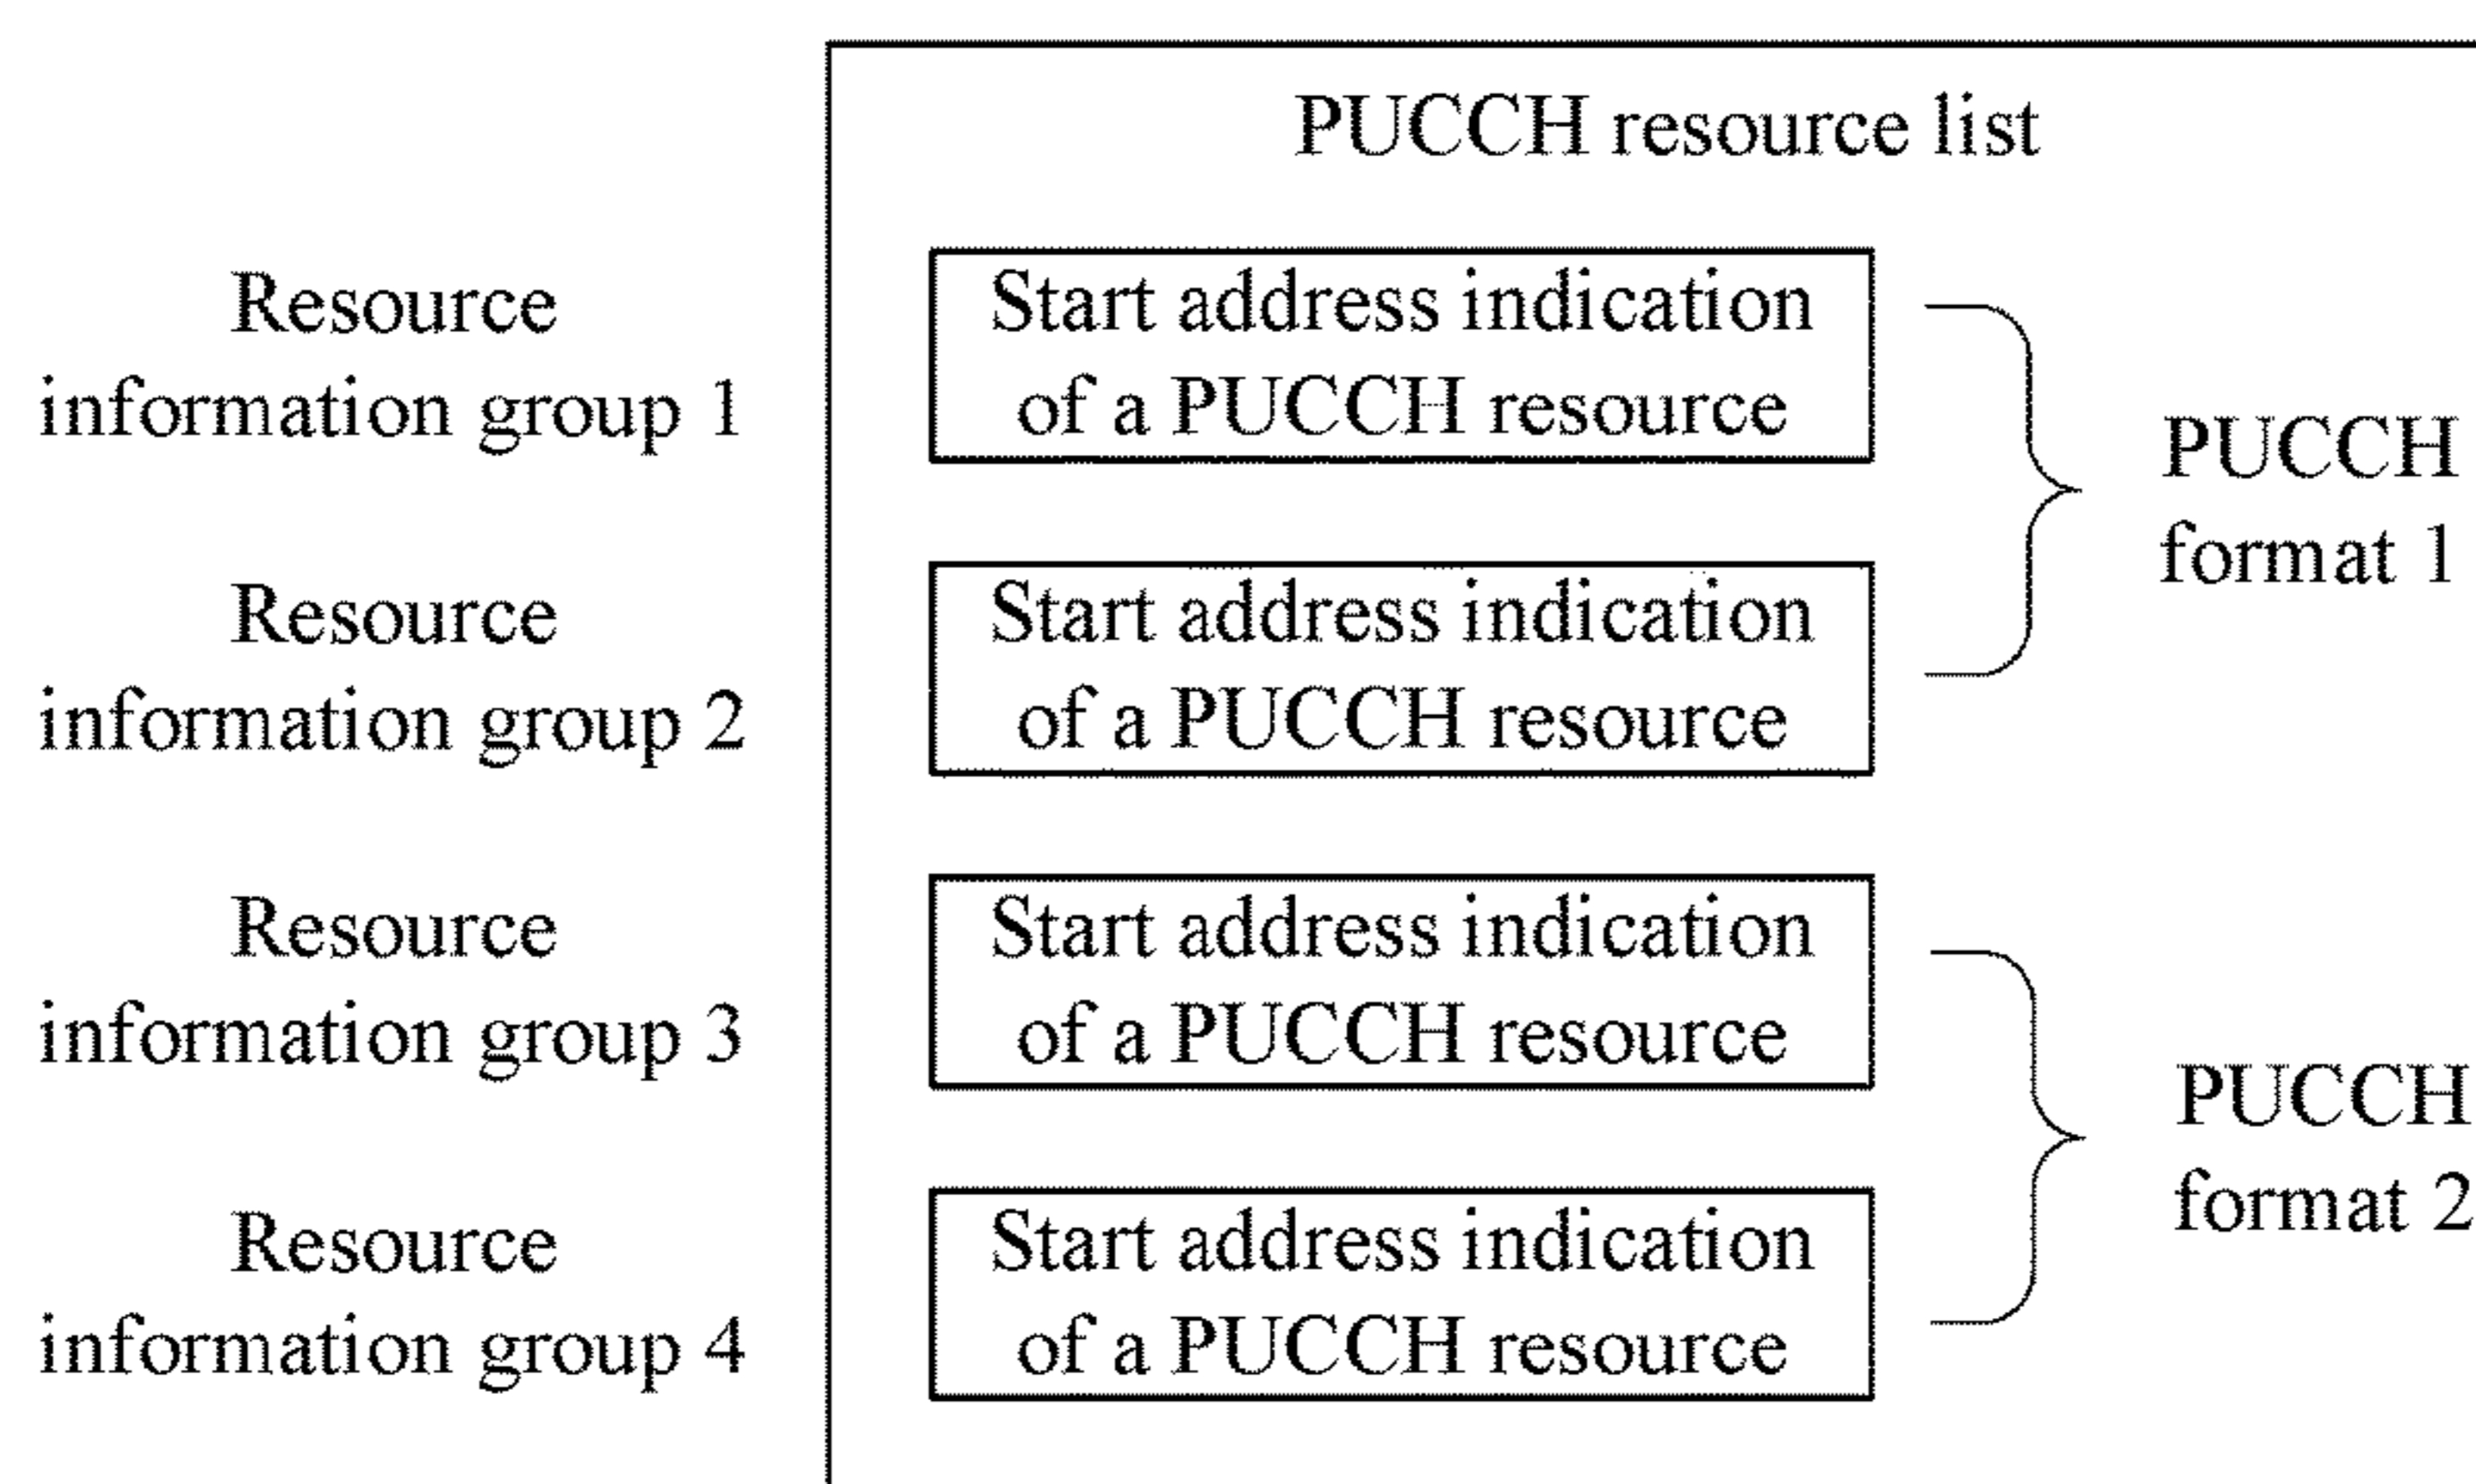 PUCCH resource list
Resource
information group 1
Start address indication
of a PUCCH resource
Resource
information group 2
Start address indication
of a PUCCH resource
PUCCH
format 1
Resource
information group 3
Start address indication
of a PUCCH resource
Resource
information group 4
Start address indication
of a PUCCH resource
PUCCH
format 2